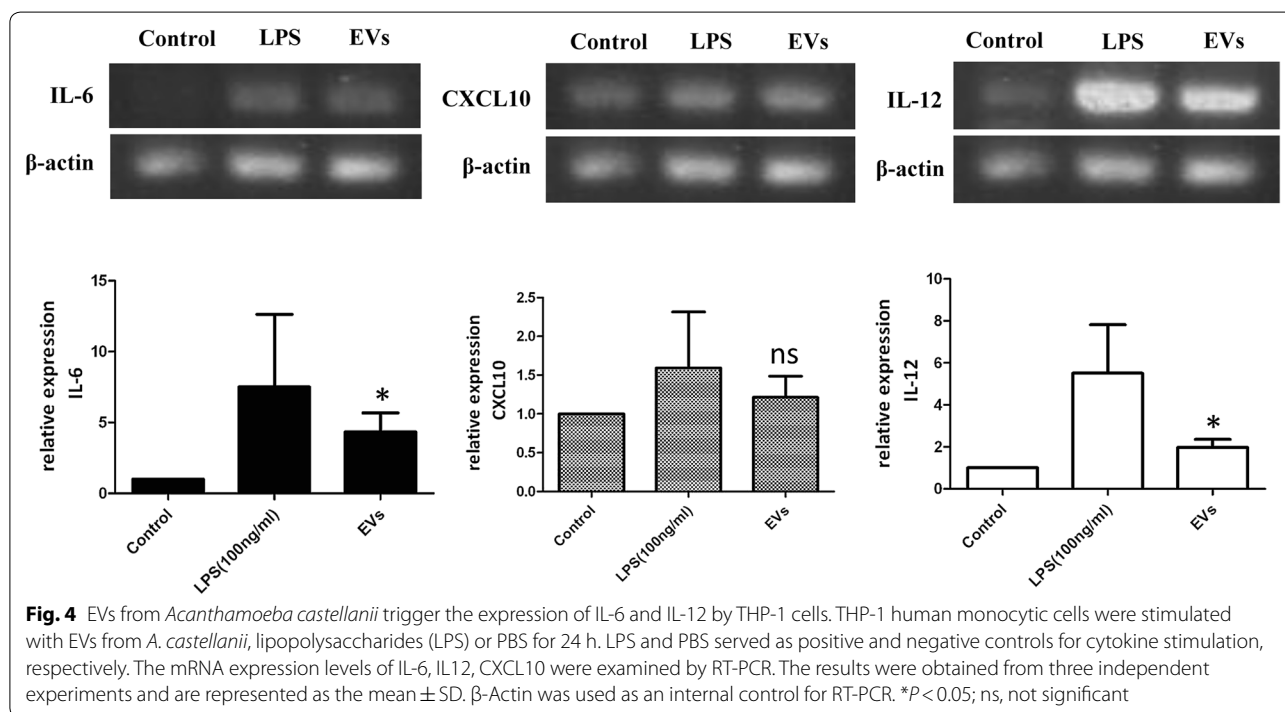 Control LPS EVs
IL-6
β-actin
Control LPS EVs
CXCL10
β-actin
Control LPS EVs
IL-12
β-actin
relative expression
IL-6
15
10
5
0
*
Control
LPS(100ng/ml)
EVs
relative expression
CXCL10
2.5
2.0
1.5
1.0
0.5
0.0
ns
Control
LPS(100ng/ml)
EVs
relative expression
IL-12
10
8
6
4
2
0
*
Control
LPS(100ng/ml)
EVs
Fig. 4 EVs from Acanthamoeba castellanii trigger the expression of IL-6 and IL-12 by THP-1 cells. THP-1 human monocytic cells were stimulated
with EVs from A. castellanii, lipopolysaccharides (LPS) or PBS for 24 h. LPS and PBS served as positive and negative controls for cytokine stimulation,
respectively. The mRNA expression levels of IL-6, IL12, CXCL10 were examined by RT-PCR. The results were obtained from three independent
experiments and are represented as the mean ± SD. β-Actin was used as an internal control for RT-PCR. *P < 0.05; ns, not significant